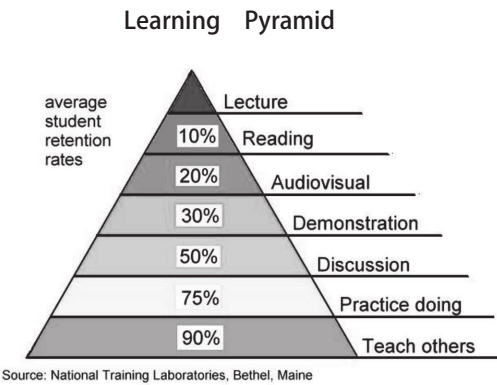 Learning Pyramid
average
student
retention
rates
Lecture
10% Reading
20% Audiovisual
30% Demonstration
50% Discussion
75% Practice doing
90% Teach others
Source: National Training Laboratories, Bethel, Maine